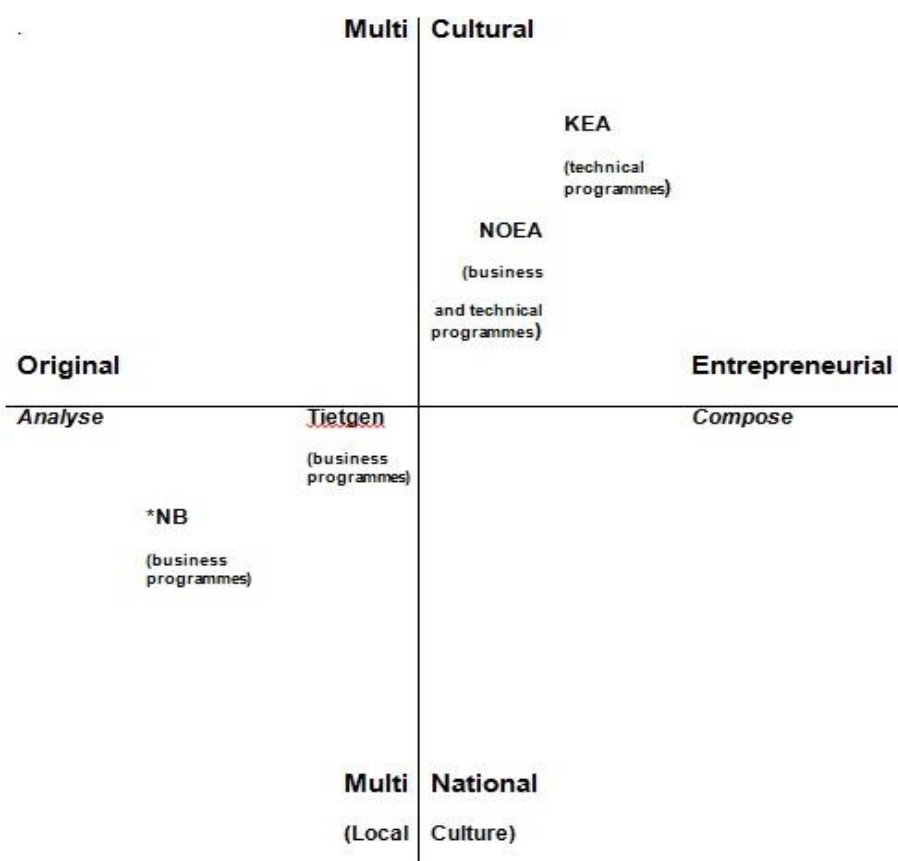 .
Multi Cultural
KEA
(technical
programmes)
NOEA
(business
and technical
programmes)
Original
Entrepreneurial
Analyse
Tietgen
Compose
(business
programmes)
*NB
(business
programmes)
Multi National
(Local Culture)